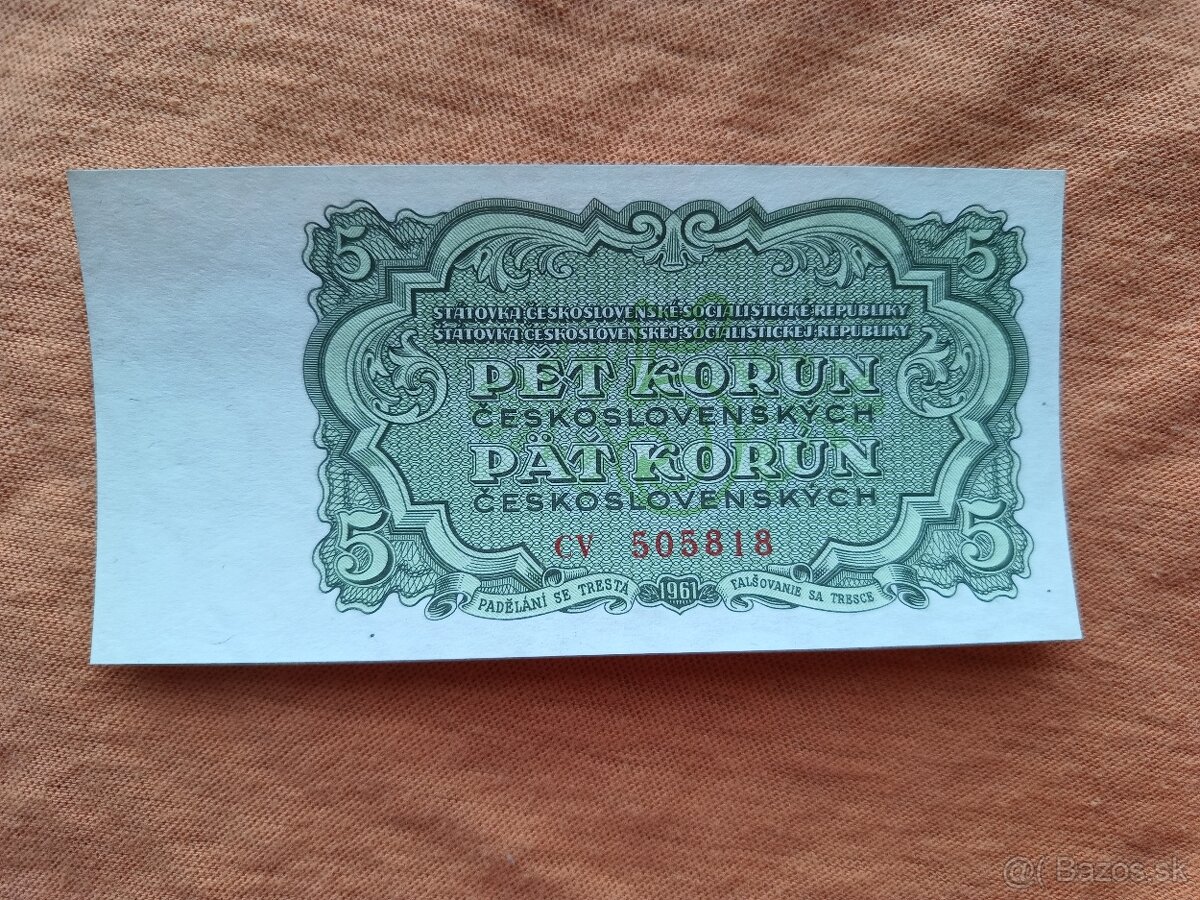 5 5
STÁTOVKA ČESKOSLOVENSKÉ SOCIALISTICKÉ REPUBLIKY
ŠTÁTOVKA ČESKOSLOVENSKEJ SOCIALISTICKEJ REPUBLIKY
PĚT KORUN
ČESKOSLOVENSKÝCH
PÄŤ KORÚN
ČESKOSLOVENSKÝCH
5 5
CV 505818
PADĚLÁNÍ SE TRESTÁ 1961 FALŠOVANIE SA TRESCE
@( Bazos.sk